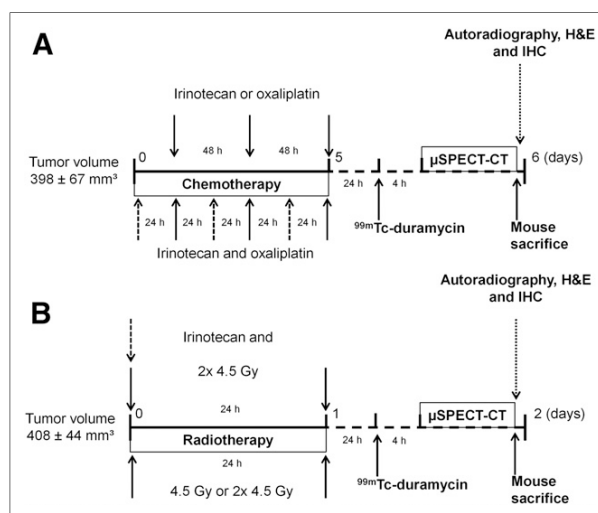 A
Autoradiography, H&E
and IHC
Irinotecan or oxaliplatin
Tumor volume
398 ± 67 mm³
0
48 h
48 h
5
µSPECT-CT
6 (days)
Chemotherapy
24 h
4 h
24 h
24 h
24 h
24 h
24 h
Irinotecan and oxaliplatin
⁹⁹ᵐTc-duramycin
Mouse
sacrifice
B
Autoradiography, H&E
and IHC
Irinotecan and
2x 4.5 Gy
Tumor volume
408 ± 44 mm³
0
24 h
1
µSPECT-CT
2 (days)
Radiotherapy
24 h
4 h
24 h
4.5 Gy or 2x 4.5 Gy
⁹⁹ᵐTc-duramycin
Mouse
sacrifice